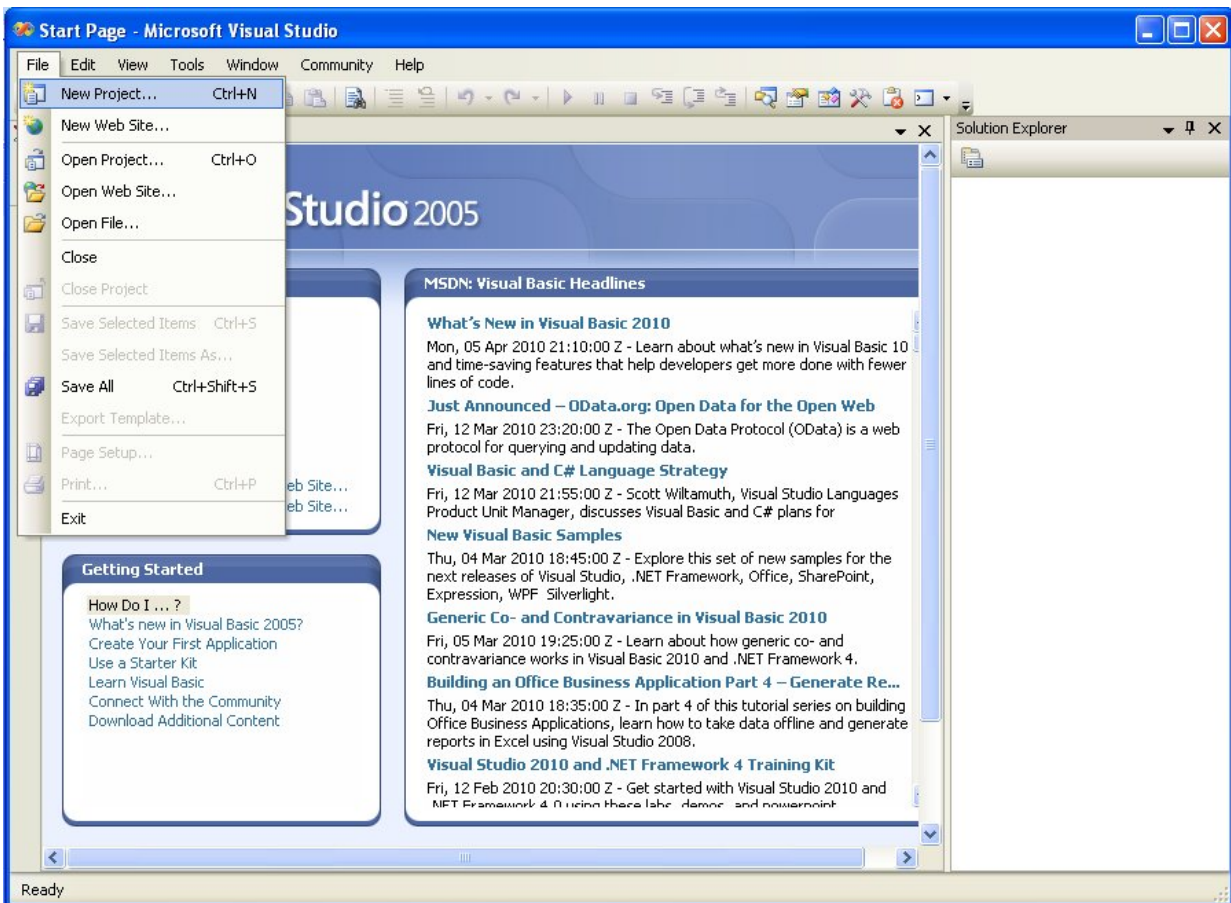 Start Page - Microsoft Visual Studio
File Edit View Tools Window Community Help
New Project... Ctrl+N
New Web Site...
Open Project... Ctrl+O
Open Web Site...
Open File...
Close
Close Project
Save Selected Items Ctrl+S
Save Selected Items As...
Save All Ctrl+Shift+S
Export Template...
Page Setup...
Print... Ctrl+P
Exit
Studio 2005
eb Site...
eb Site...
Getting Started
How Do I ... ?
What's new in Visual Basic 2005?
Create Your First Application
Use a Starter Kit
Learn Visual Basic
Connect With the Community
Download Additional Content
MSDN: Visual Basic Headlines
What's New in Visual Basic 2010
Mon, 05 Apr 2010 21:10:00 Z - Learn about what's new in Visual Basic 10
and time-saving features that help developers get more done with fewer
lines of code.
Just Announced – OData.org: Open Data for the Open Web
Fri, 12 Mar 2010 23:20:00 Z - The Open Data Protocol (OData) is a web
protocol for querying and updating data.
Visual Basic and C# Language Strategy
Fri, 12 Mar 2010 21:55:00 Z - Scott Wiltamuth, Visual Studio Languages
Product Unit Manager, discusses Visual Basic and C# plans for
New Visual Basic Samples
Thu, 04 Mar 2010 18:45:00 Z - Explore this set of new samples for the
next releases of Visual Studio, .NET Framework, Office, SharePoint,
Expression, WPF Silverlight.
Generic Co- and Contravariance in Visual Basic 2010
Fri, 05 Mar 2010 19:25:00 Z - Learn about how generic co- and
contravariance works in Visual Basic 2010 and .NET Framework 4.
Building an Office Business Application Part 4 – Generate Re...
Thu, 04 Mar 2010 18:35:00 Z - In part 4 of this tutorial series on building
Office Business Applications, learn how to take data offline and generate
reports in Excel using Visual Studio 2008.
Visual Studio 2010 and .NET Framework 4 Training Kit
Fri, 12 Feb 2010 20:30:00 Z - Get started with Visual Studio 2010 and
.NET Framework 4.0 using these labs, demos, and powerpoint
Solution Explorer
Ready